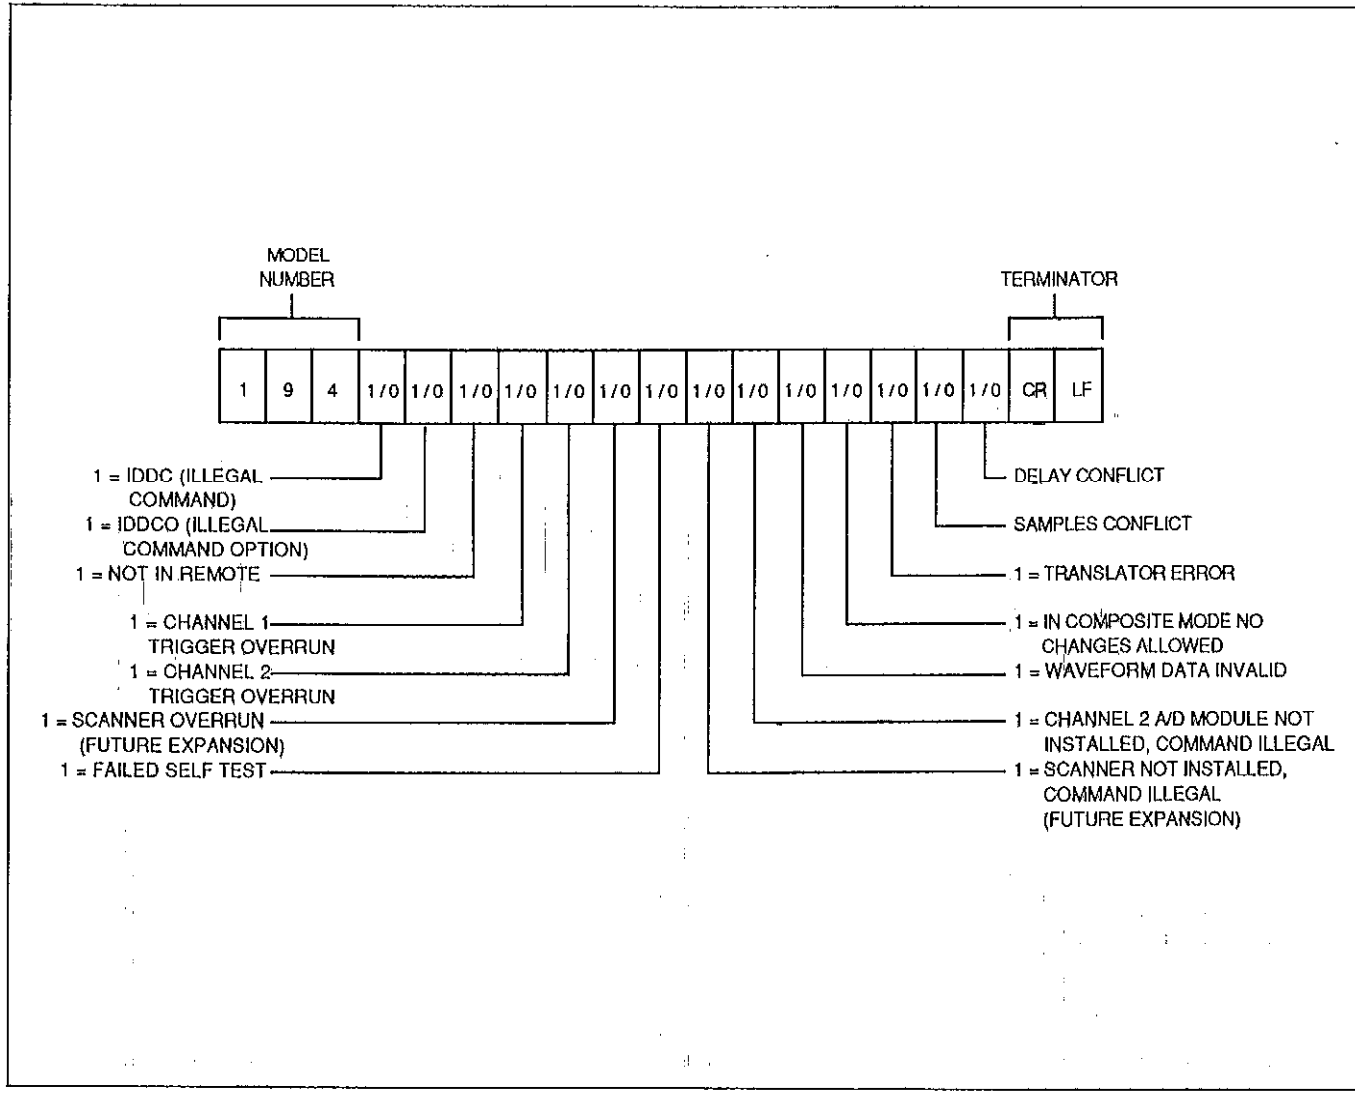 MODEL
NUMBER
TERMINATOR
1 9 4 1/0 1/0 1/0 1/0 1/0 1/0 1/0 1/0 1/0 1/0 1/0 1/0 1/0 1/0 CR LF
1 = IDDC (ILLEGAL
COMMAND)
1 = IDDCO (ILLEGAL
COMMAND OPTION)
1 = NOT IN REMOTE
1 = CHANNEL 1
TRIGGER OVERRUN
1 = CHANNEL 2
TRIGGER OVERRUN
1 = SCANNER OVERRUN
(FUTURE EXPANSION)
1 = FAILED SELF TEST
DELAY CONFLICT
SAMPLES CONFLICT
1 = TRANSLATOR ERROR
1 = IN COMPOSITE MODE NO
CHANGES ALLOWED
1 = WAVEFORM DATA INVALID
1 = CHANNEL 2 A/D MODULE NOT
INSTALLED, COMMAND ILLEGAL
1 = SCANNER NOT INSTALLED,
COMMAND ILLEGAL
(FUTURE EXPANSION)